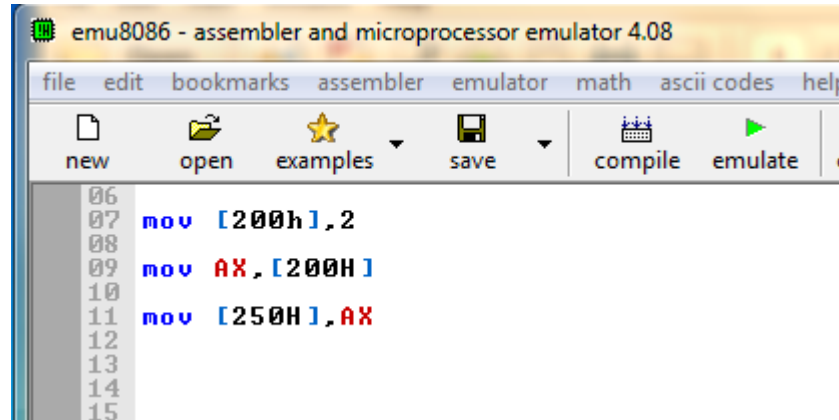 emu8086 - assembler and microprocessor emulator 4.08
file edit bookmarks assembler emulator math ascii codes help
new open examples save compile emulate
06
07 mov [200h],2
08
09 mov AX,[200H]
10
11 mov [250H],AX
12
13
14
15